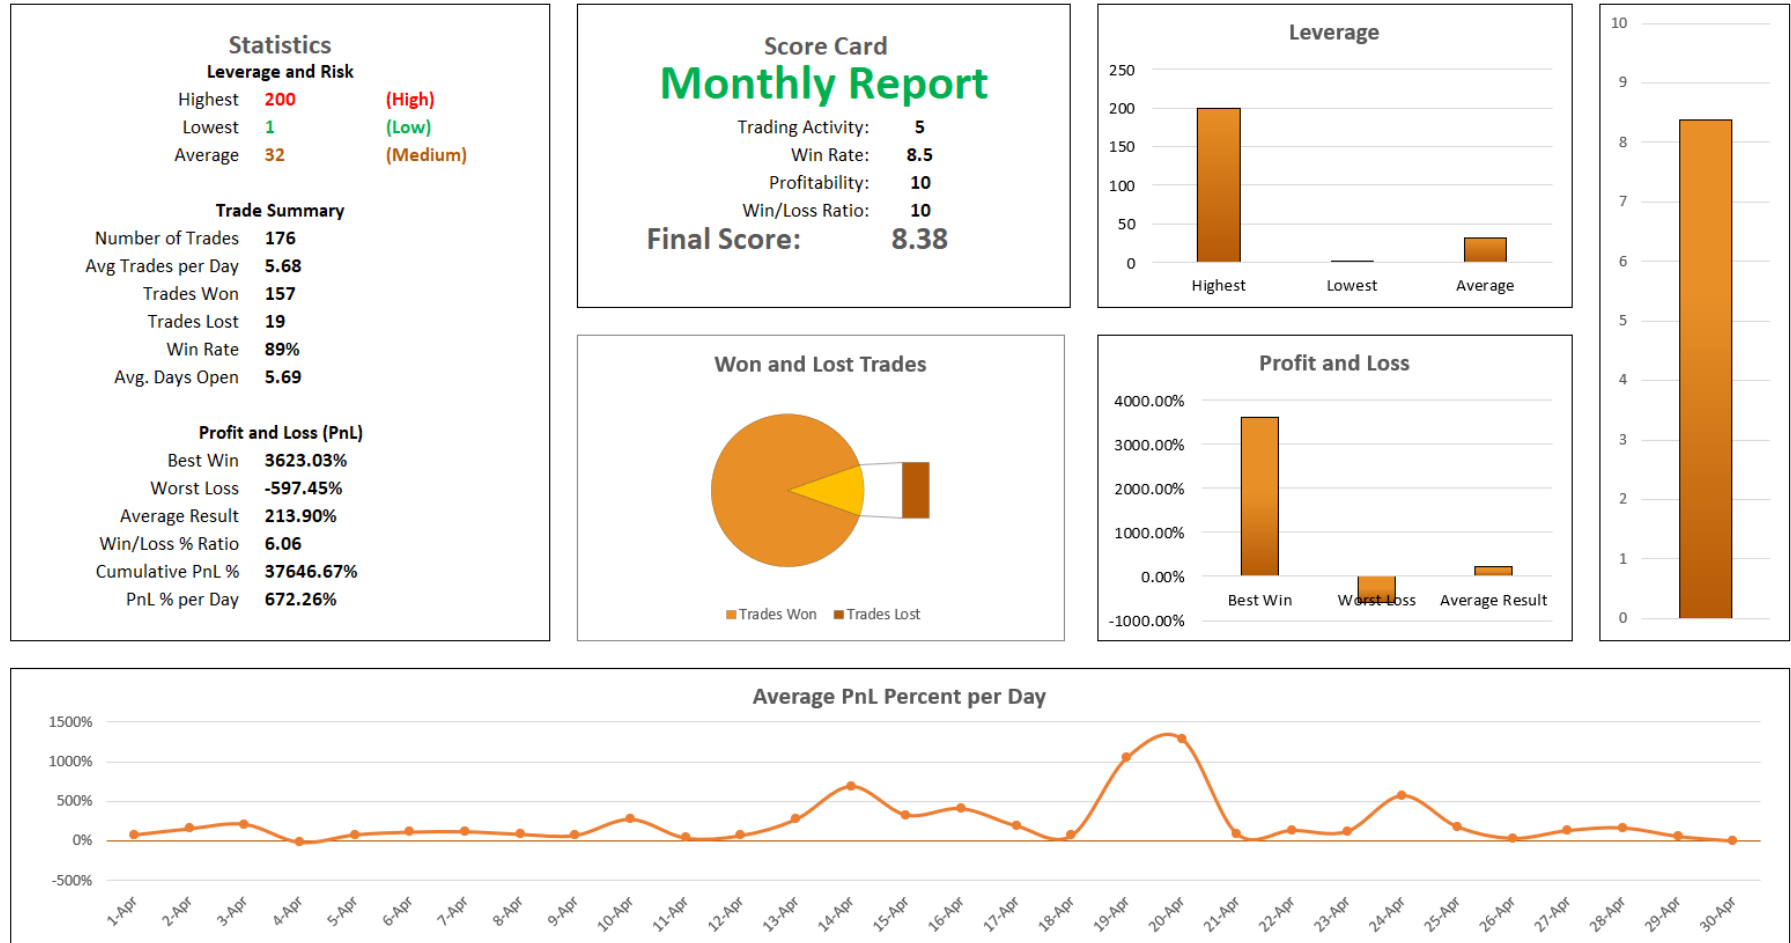 Statistics
Leverage and Risk
Highest 200 (High)
Lowest 1 (Low)
Average 32 (Medium)
Trade Summary
Number of Trades 176
Avg Trades per Day 5.68
Trades Won 157
Trades Lost 19
Win Rate 89%
Avg. Days Open 5.69
Profit and Loss (PnL)
Best Win 3623.03%
Worst Loss -597.45%
Average Result 213.90%
Win/Loss % Ratio 6.06
Cumulative PnL % 37646.67%
PnL % per Day 672.26%
Score Card
Monthly Report
Trading Activity: 5
Win Rate: 8.5
Profitability: 10
Win/Loss Ratio: 10
Final Score: 8.38
Leverage
250
200
150
100
50
0
Highest Lowest Average
10
9
8
7
6
5
4
3
2
1
0
Won and Lost Trades
Trades Won Trades Lost
Profit and Loss
4000.00%
3000.00%
2000.00%
1000.00%
0.00%
-1000.00%
Best Win Worst Loss Average Result
Average PnL Percent per Day
1500%
1000%
500%
0%
-500%
1-Apr 2-Apr 3-Apr 4-Apr 5-Apr 6-Apr 7-Apr 8-Apr 9-Apr 10-Apr 11-Apr 12-Apr 13-Apr 14-Apr 15-Apr 16-Apr 17-Apr 18-Apr 19-Apr 20-Apr 21-Apr 22-Apr 23-Apr 24-Apr 25-Apr 26-Apr 27-Apr 28-Apr 29-Apr 30-Apr